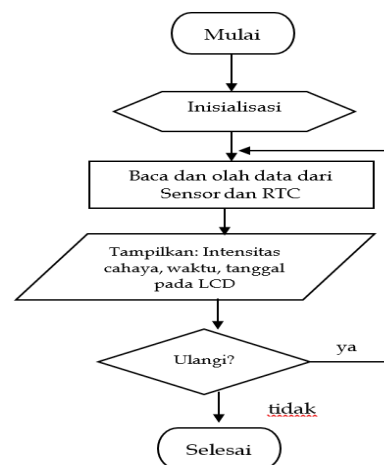 Mulai
Inisialisasi
Baca dan olah data dari
Sensor dan RTC
Tampilkan: Intensitas
cahaya, waktu, tanggal
pada LCD
Ulangi?
ya
tidak
Selesai